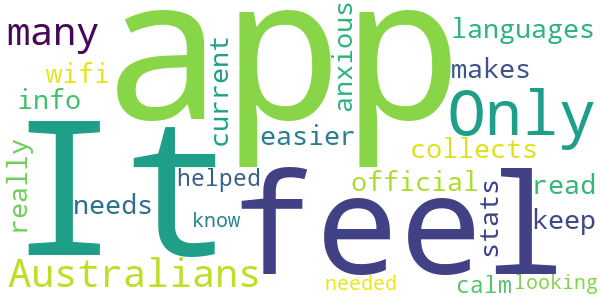 many
app
anxious
languages
wifi
current
makes
info
Only
It
easier
collects
really
helped
official
read
needs
feel
stats
know
keep
Australians
needed
calm
looking